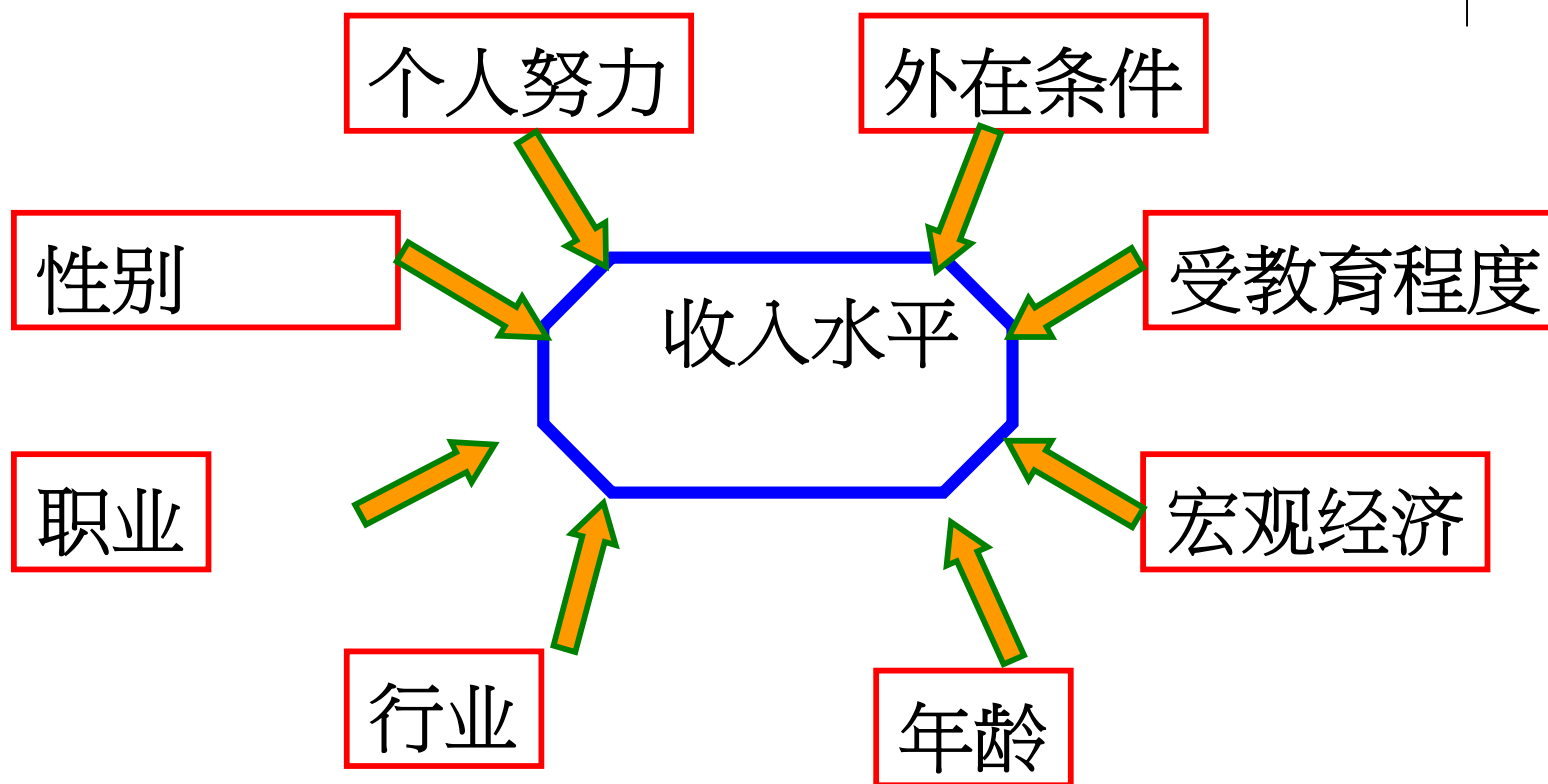 个人努力
外在条件
性别
受教育程度
收入水平
职业
宏观经济
行业
年龄